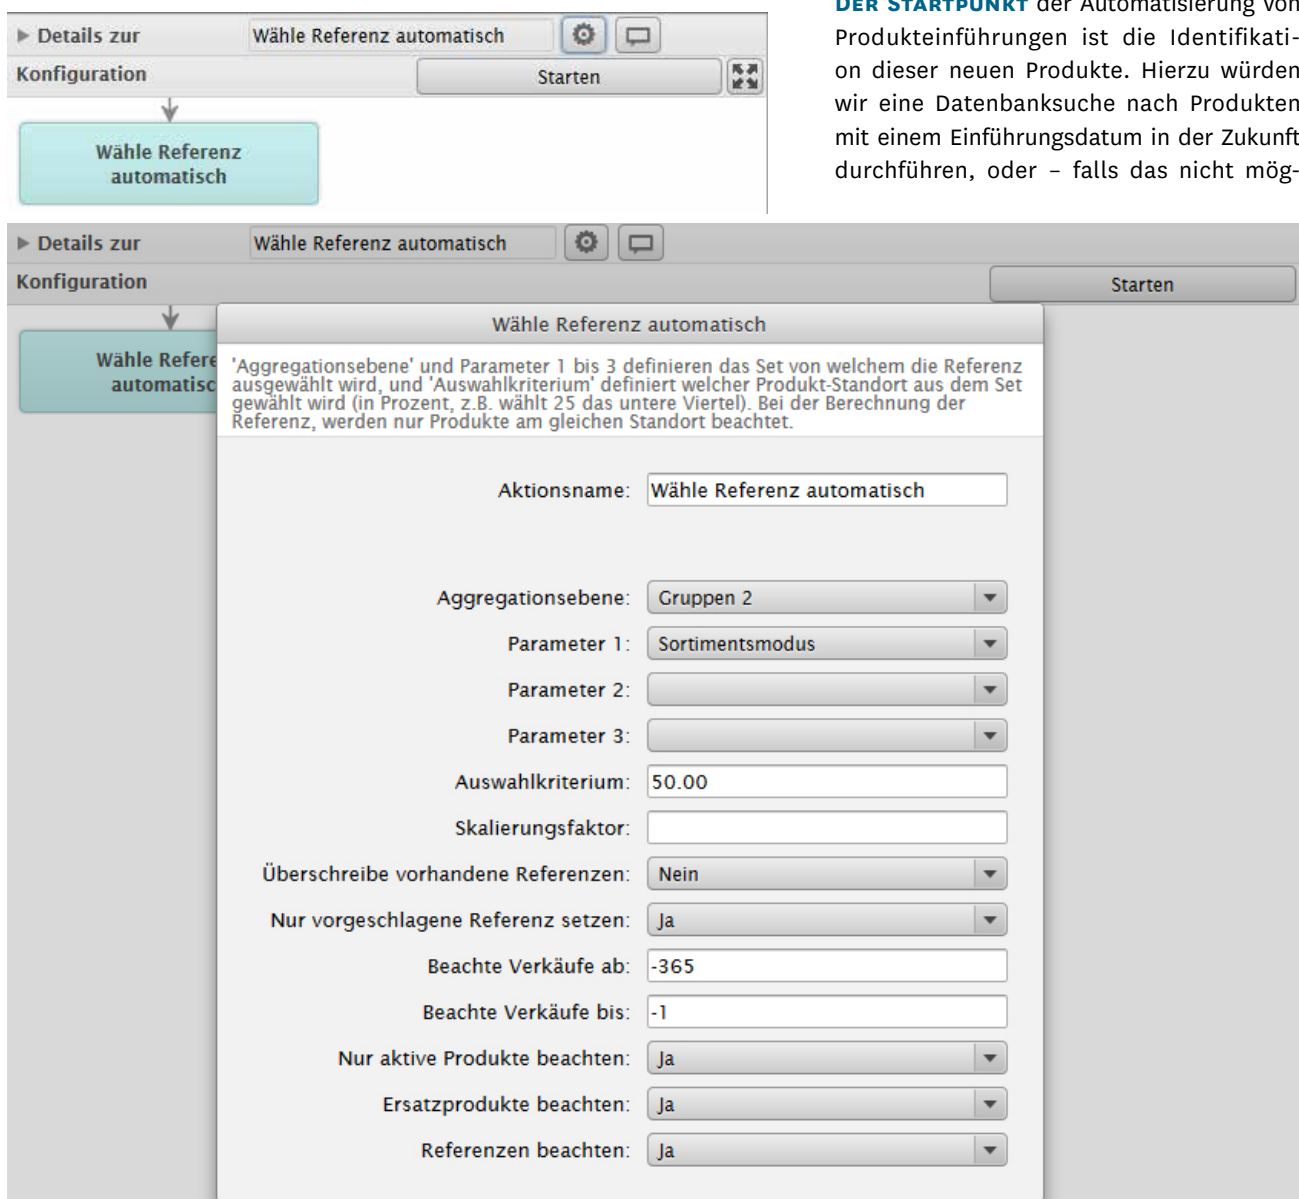 Details zur
Wähle Referenz automatisch
Konfiguration
Starten
Wähle Referenz
automatisch
DER STARTPUNKT der Automatisierung von
Produkteinführungen ist die Identifikati-
on dieser neuen Produkte. Hierzu würden
wir eine Datenbanksuche nach Produkten
mit einem Einführungsdatum in der Zukunft
durchführen, oder – falls das nicht mög-
Details zur
Wähle Referenz automatisch
Konfiguration
Starten
Wähle Refere
automatisc
Wähle Referenz automatisch
'Aggregationsebene' und Parameter 1 bis 3 definieren das Set von welchem die Referenz
ausgewählt wird, und 'Auswahlkriterium' definiert welcher Produkt-Standort aus dem Set
gewählt wird (in Prozent, z.B. wählt 25 das untere Viertel). Bei der Berechnung der
Referenz, werden nur Produkte am gleichen Standort beachtet.
Aktionsname: Wähle Referenz automatisch
Aggregationsebene: Gruppen 2
Parameter 1: Sortimentsmodus
Parameter 2:
Parameter 3:
Auswahlkriterium: 50.00
Skalierungsfaktor:
Überschreibe vorhandene Referenzen: Nein
Nur vorgeschlagene Referenz setzen: Ja
Beachte Verkäufe ab: -365
Beachte Verkäufe bis: -1
Nur aktive Produkte beachten: Ja
Ersatzprodukte beachten: Ja
Referenzen beachten: Ja